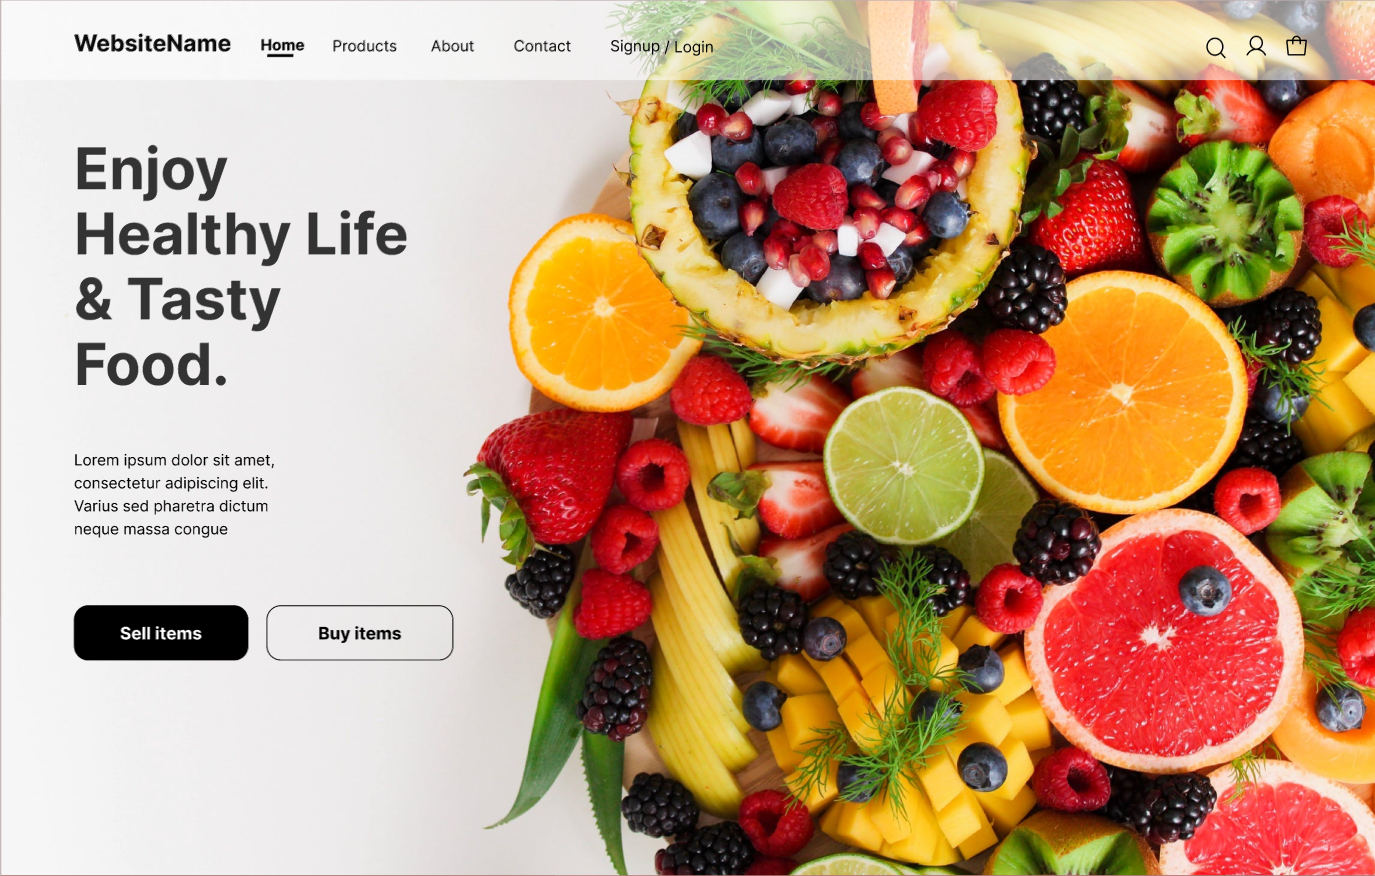 WebsiteName Home Products About Contact Signup / Login
Enjoy
Healthy Life
& Tasty
Food.
Lorem ipsum dolor sit amet,
consectetur adipiscing elit.
Varius sed pharetra dictum
neque massa congue
Sell items Buy items